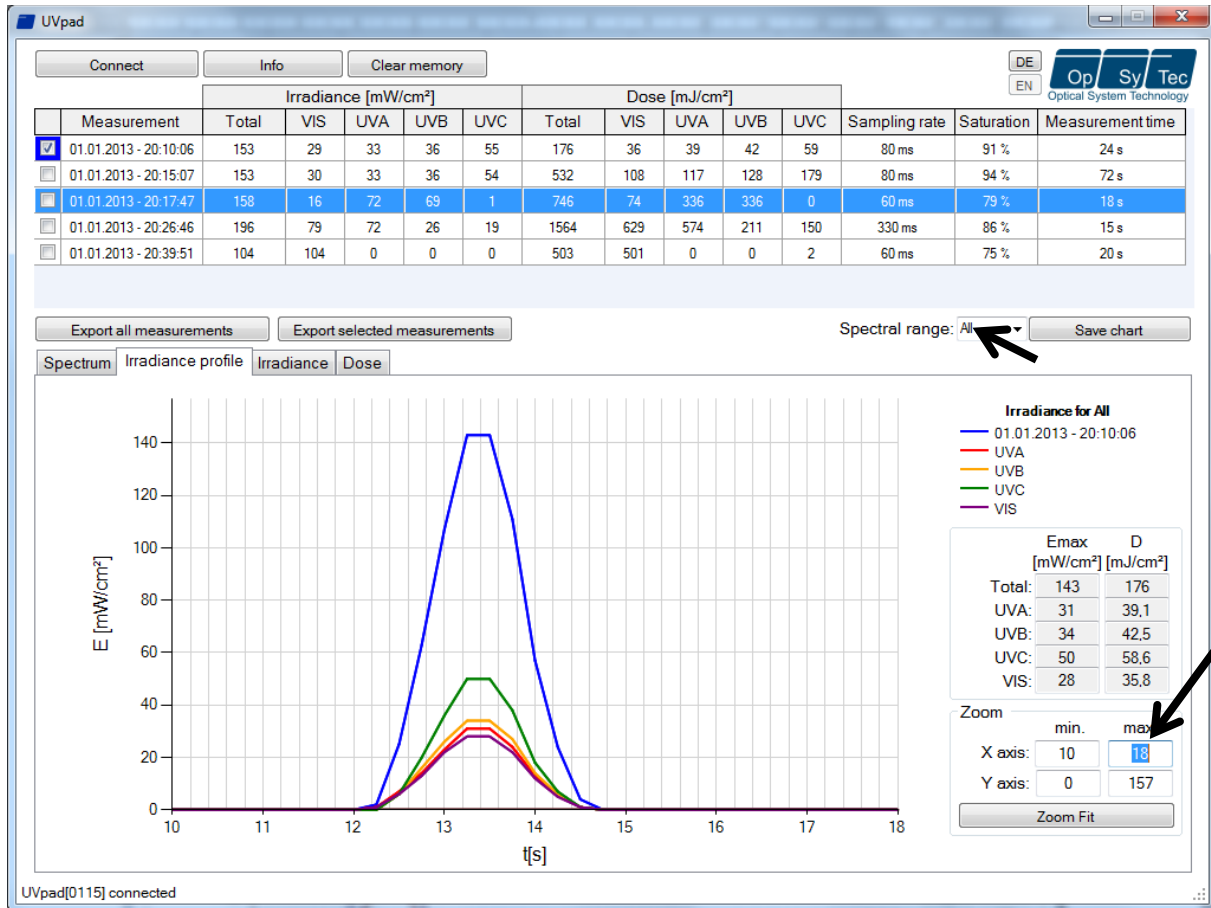 UVpad
Connect Info Clear memory DE
EN
Op Sy Tec
Optical System Technology
Irradiance [mW/cm²] Dose [mJ/cm²]
Measurement Total VIS UVA UVB UVC Total VIS UVA UVB UVC Sampling rate Saturation Measurement time
01.01.2013 - 20:10:06 153 29 33 36 55 176 36 39 42 59 80 ms 91 % 24 s
01.01.2013 - 20:15:07 153 30 33 36 54 532 108 117 128 179 80 ms 94 % 72 s
01.01.2013 - 20:17:47 158 16 72 69 1 746 74 336 336 0 60 ms 79 % 18 s
01.01.2013 - 20:26:46 196 79 72 26 19 1564 629 574 211 150 330 ms 86 % 15 s
01.01.2013 - 20:39:51 104 104 0 0 0 503 501 0 0 2 60 ms 75 % 20 s
Export all measurements Export selected measurements Spectral range: All Save chart
Spectrum Irradiance profile Irradiance Dose
E [mW/cm²]
140
120
100
80
60
40
20
0
10 11 12 13 14 15 16 17 18
t[s]
Irradiance for All
01.01.2013 - 20:10:06
UVA
UVB
UVC
VIS
Emax D
[mW/cm²] [mJ/cm²]
Total: 143 176
UVA: 31 39,1
UVB: 34 42,5
UVC: 50 58,6
VIS: 28 35,8
Zoom
min. max
X axis: 10 18
Y axis: 0 157
Zoom Fit
UVpad[0115] connected